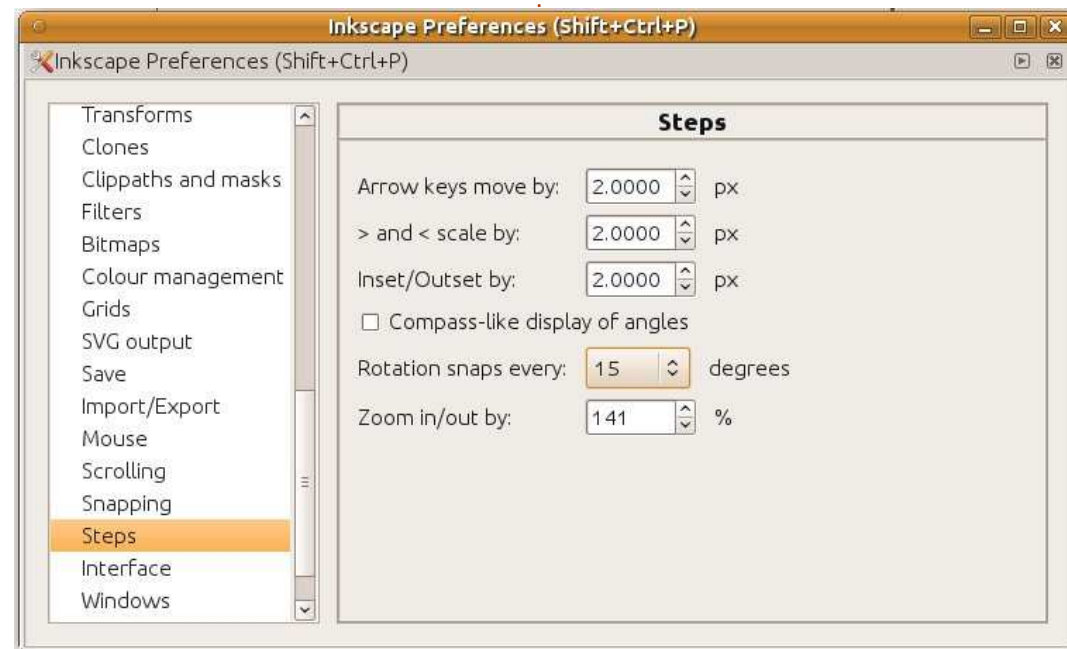 Inkscape Preferences (Shift+Ctrl+P)
Inkscape Preferences (Shift+Ctrl+P)
Transforms
Clones
Clippaths and masks
Filters
Bitmaps
Colour management
Grids
SVG output
Save
Import/Export
Mouse
Scrolling
Snapping
Steps
Interface
Windows
Steps
Arrow keys move by: 2.0000 px
> and < scale by: 2.0000 px
Inset/Outset by: 2.0000 px
Compass-like display of angles
Rotation snaps every: 15 degrees
Zoom in/out by: 141 %